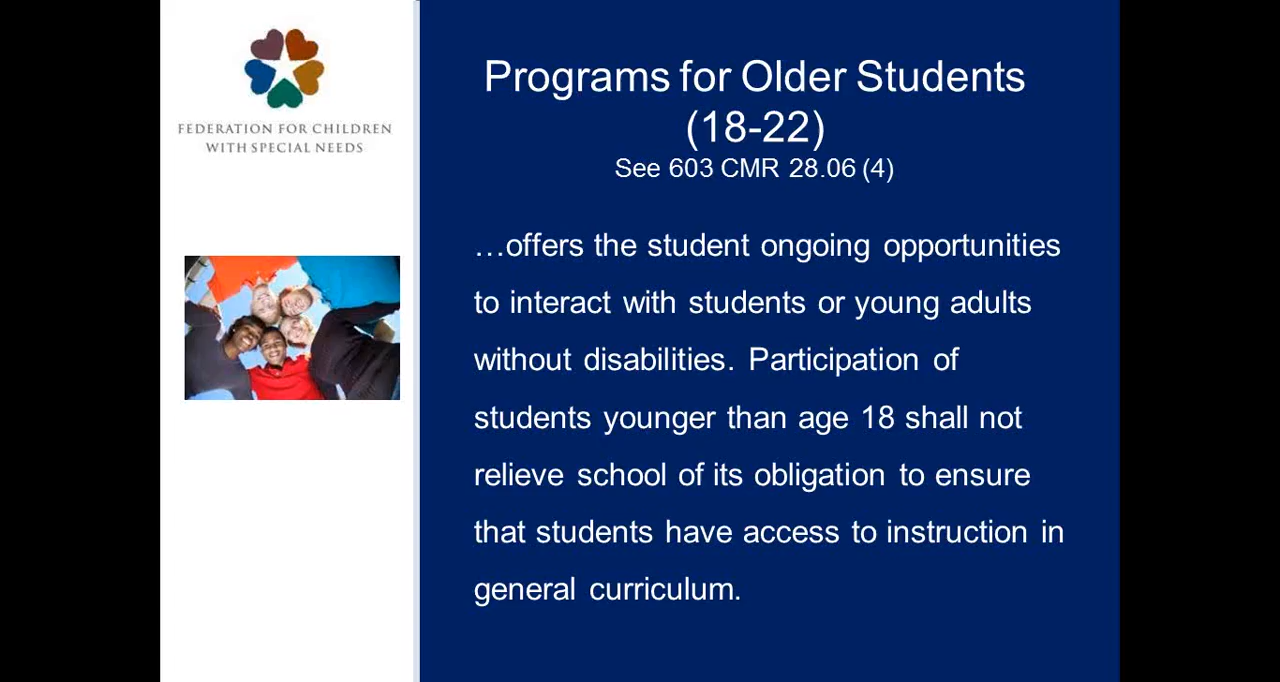 FEDERATION FOR CHILDREN
WITH SPECIAL NEEDS
Programs for Older Students
(18-22)
See 603 CMR 28.06 (4)
…offers the student ongoing opportunities
to interact with students or young adults
without disabilities. Participation of
students younger than age 18 shall not
relieve school of its obligation to ensure
that students have access to instruction in
general curriculum.